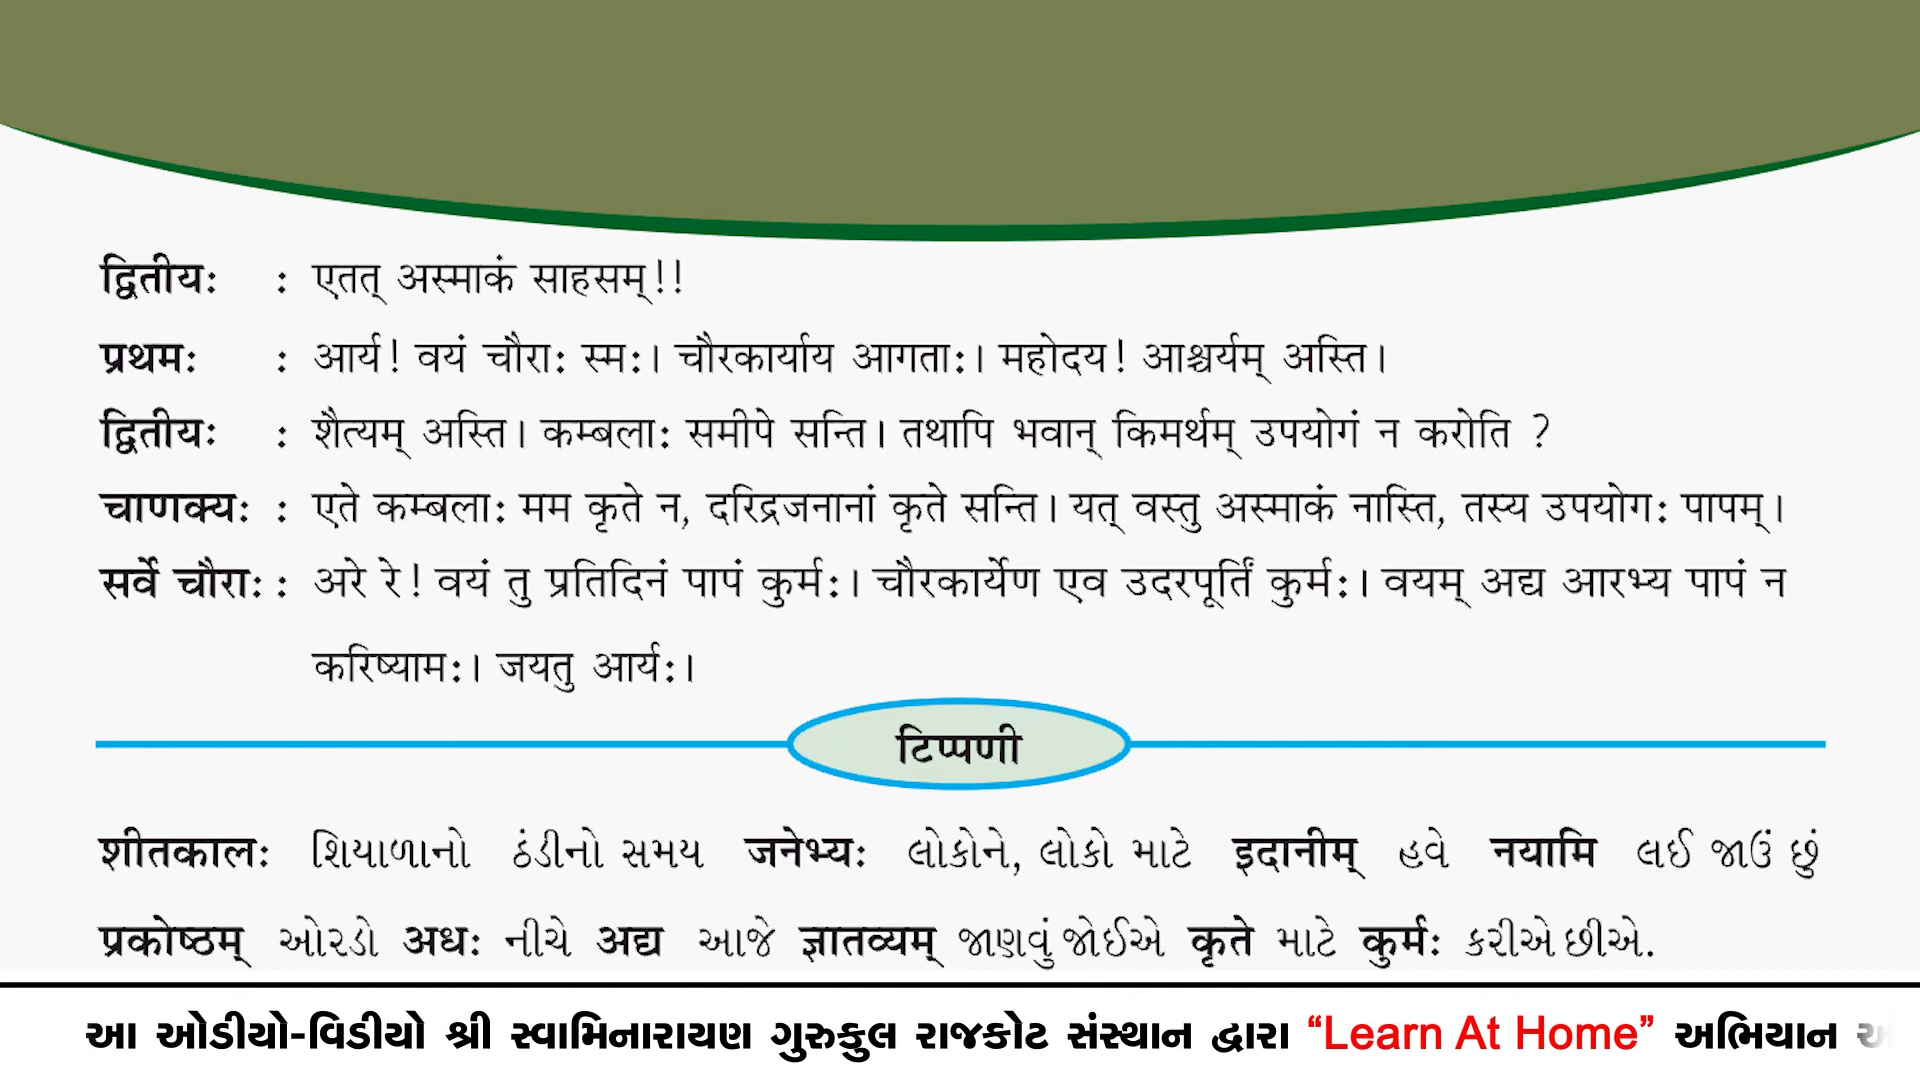 द्वितीयः : एतत् अस्माकं साहसम्!!
प्रथमः : आर्य! वयं चौराः स्मः। चौरकार्याय आगताः। महोदय! आश्चर्यम् अस्ति।
द्वितीयः : शैत्यम् अस्ति। कम्बलाः समीपे सन्ति। तथापि भवान् किमर्थम् उपयोगं न करोति ?
चाणक्यः : एते कम्बलाः मम कृते न, दरिद्रजनानां कृते सन्ति। यत् वस्तु अस्माकं नास्ति, तस्य उपयोगः पापम्।
सर्वे चौराः : अरे रे! वयं तु प्रतिदिनं पापं कुर्मः। चौरकार्येण एव उदरपूर्तिं कुर्मः। वयम् अद्य आरभ्य पापं न
करिष्यामः। जयतु आर्यः।
टिप्पणी
शीतकालः શિયાળાનો ઠંડીનો સમય जनेभ्यः લોકોને, લોકો માટે इदानीम् હવે नयामि લઈ જાઉં છું
प्रकोष्ठम् ઓરડો अधः નીચે अद्य આજે ज्ञातव्यम् જાણવું જોઈએ कृते માટે कुर्मः કરીએ છીએ.
આ ઓડીયો-વિડીયો શ્રી સ્વામિનારાયણ ગુરુકુલ રાજકોટ સંસ્થાન દ્વારા “Learn At Home” અભિયાન